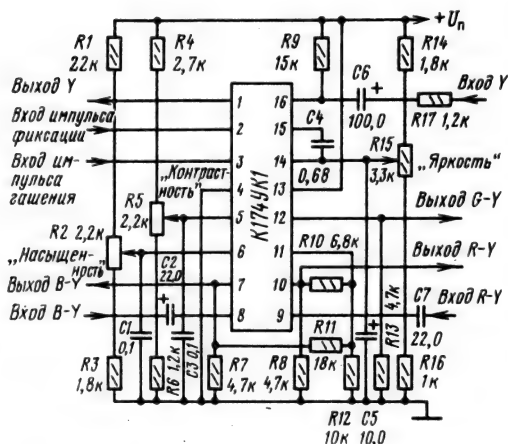 +Uп
R1
22к
R4
2,7к
R9
15к
R14
1,8к
C6
100,0
+
Вход Y
R17 1,2к
Выход Y
Вход импульса
фиксации
Вход им-
пульса
гашения
„Контраст-
ность"
R5
2,2к
R2 2,2к
„Насыщен-
ность"
1
2
3
4
5
6
7
8
К174УК1
16
15
14
13
12
11
10
9
C4
0,68
R15
3,3к
„Яркость"
Выход G-Y
R10 6,8к
Выход R-Y
Выход B-Y
Вход B-Y
C2
22,0
+
4,7к
C7
22,0
Вход R-Y
C1
0,1
R11
18к
+
R13
R3
1,8к
R6 1,2к
C3 0,1
R7
4,7к
R8
4,7к
R12
10к
C5
10,0
R16
1к